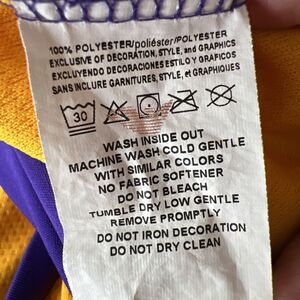 100% POLYESTER/poliéster/POLYESTER
EXCLUSIVE OF DECORATION, STYLE, and GRAPHICS
EXCLUYENDO DECORACIONES ESTILO Y GRÁFICOS
SANS INCLURE GARNITURES, STYLE, et GRAPHIQUES
30
WASH INSIDE OUT
MACHINE WASH COLD GENTLE
WITH SIMILAR COLORS
NO FABRIC SOFTENER
DO NOT BLEACH
TUMBLE DRY LOW GENTLE
REMOVE PROMPTLY
DO NOT IRON DECORATION
DO NOT DRY CLEAN